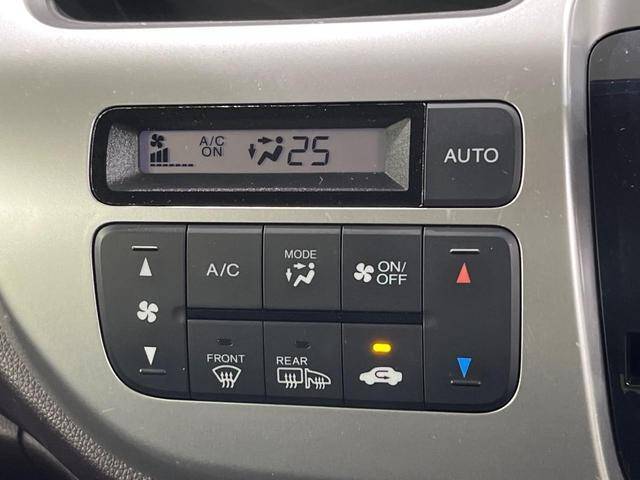 A/C
ON
25
AUTO
A/C
MODE
ON/
OFF
FRONT
REAR